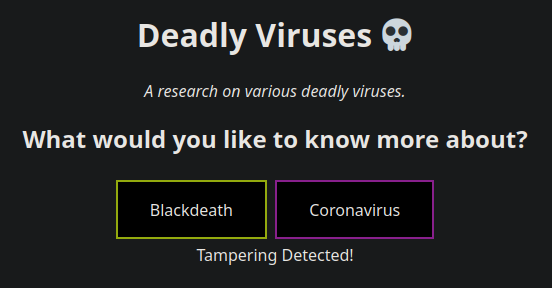 Deadly Viruses 💀
A research on various deadly viruses.
What would you like to know more about?
Blackdeath Coronavirus
Tampering Detected!